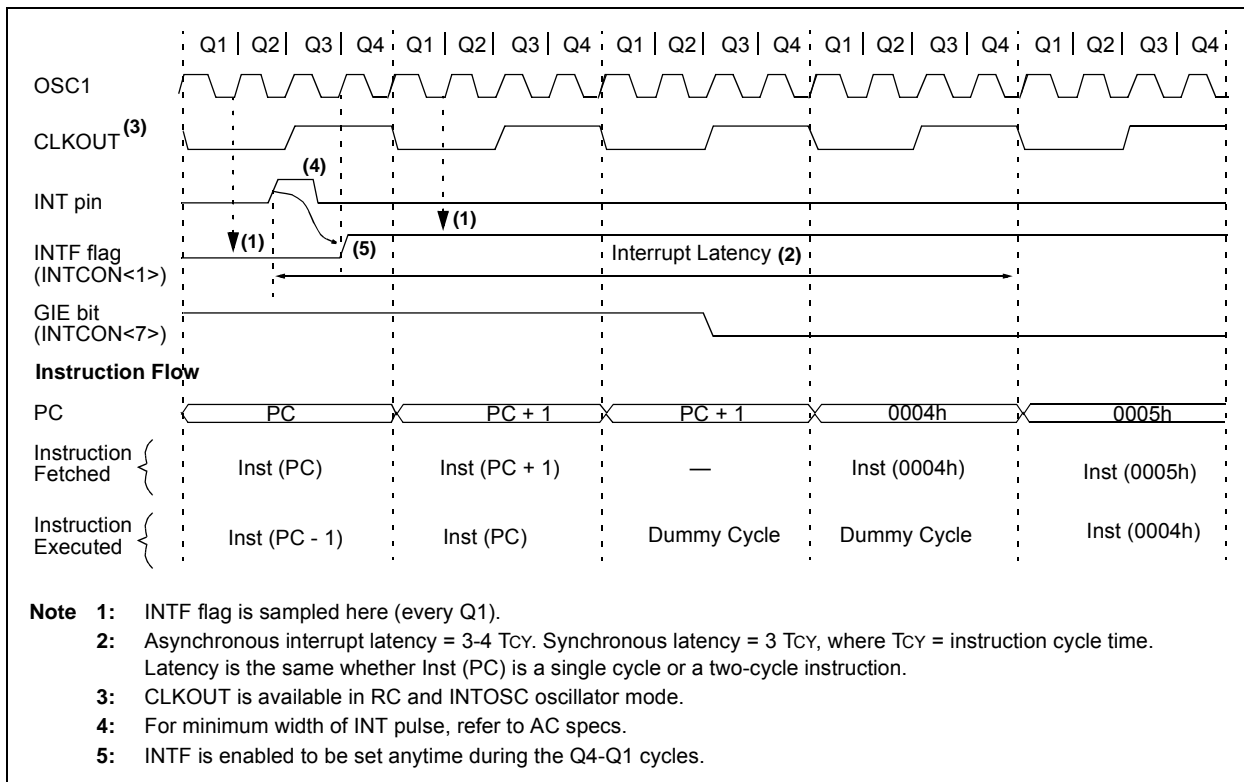 Q1 | Q2 | Q3 | Q4 Q1 | Q2 | Q3 | Q4 Q1 | Q2 | Q3 | Q4 Q1 | Q2 | Q3 | Q4 Q1 | Q2 | Q3 | Q4
OSC1
CLKOUT (3)
(4)
INT pin
(1)
(1)
(5)
INTF flag
(INTCON<1>)
Interrupt Latency (2)
GIE bit
(INTCON<7>)
Instruction Flow
PC PC PC + 1 PC + 1 0004h 0005h
Instruction
Fetched
Inst (PC) Inst (PC + 1) — Inst (0004h) Inst (0005h)
Instruction
Executed
Inst (PC - 1) Inst (PC) Dummy Cycle Dummy Cycle Inst (0004h)
Note 1: INTF flag is sampled here (every Q1).
2: Asynchronous interrupt latency = 3-4 TCY. Synchronous latency = 3 TCY, where TCY = instruction cycle time.
Latency is the same whether Inst (PC) is a single cycle or a two-cycle instruction.
3: CLKOUT is available in RC and INTOSC oscillator mode.
4: For minimum width of INT pulse, refer to AC specs.
5: INTF is enabled to be set anytime during the Q4-Q1 cycles.